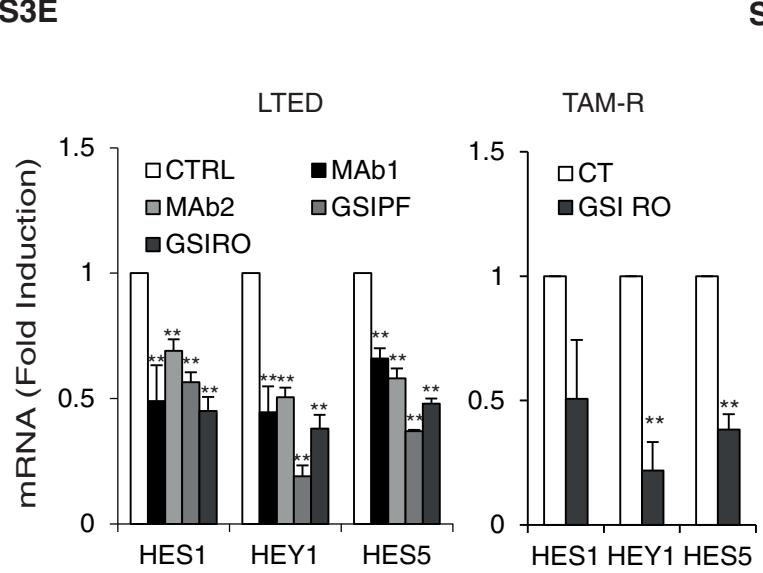 S3E
S
LTED
TAM-R
mRNA (Fold Induction)
1.5
1
0.5
0
CTRL
MAb1
MAb2
GSIPF
GSIRO
**
**
**
**
****
**
**
**
**
**
**
HES1
HEY1
HES5
1.5
1
0.5
0
CT
GSI RO
**
**
HES1 HEY1 HES5